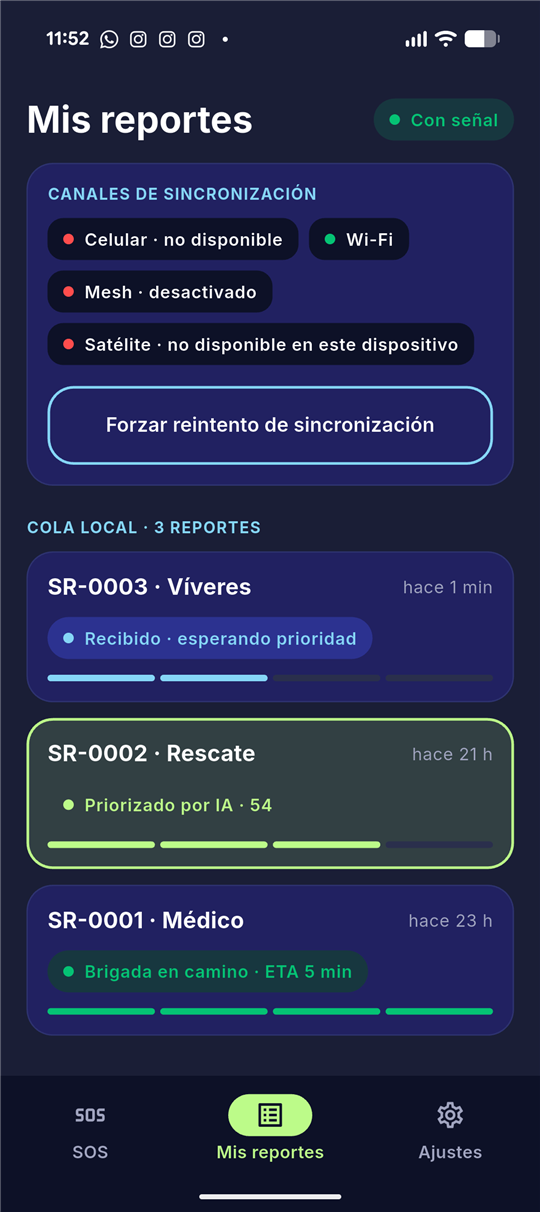 11:52
Mis reportes
Con señal
CANALES DE SINCRONIZACIÓN
Celular · no disponible
Wi-Fi
Mesh · desactivado
Satélite · no disponible en este dispositivo
Forzar reintento de sincronización
COLA LOCAL · 3 REPORTES
SR-0003 · Víveres
hace 1 min
Recibido · esperando prioridad
SR-0002 · Rescate
hace 21 h
Priorizado por IA · 54
SR-0001 · Médico
hace 23 h
Brigada en camino · ETA 5 min
SOS
SOS
Mis reportes
Ajustes